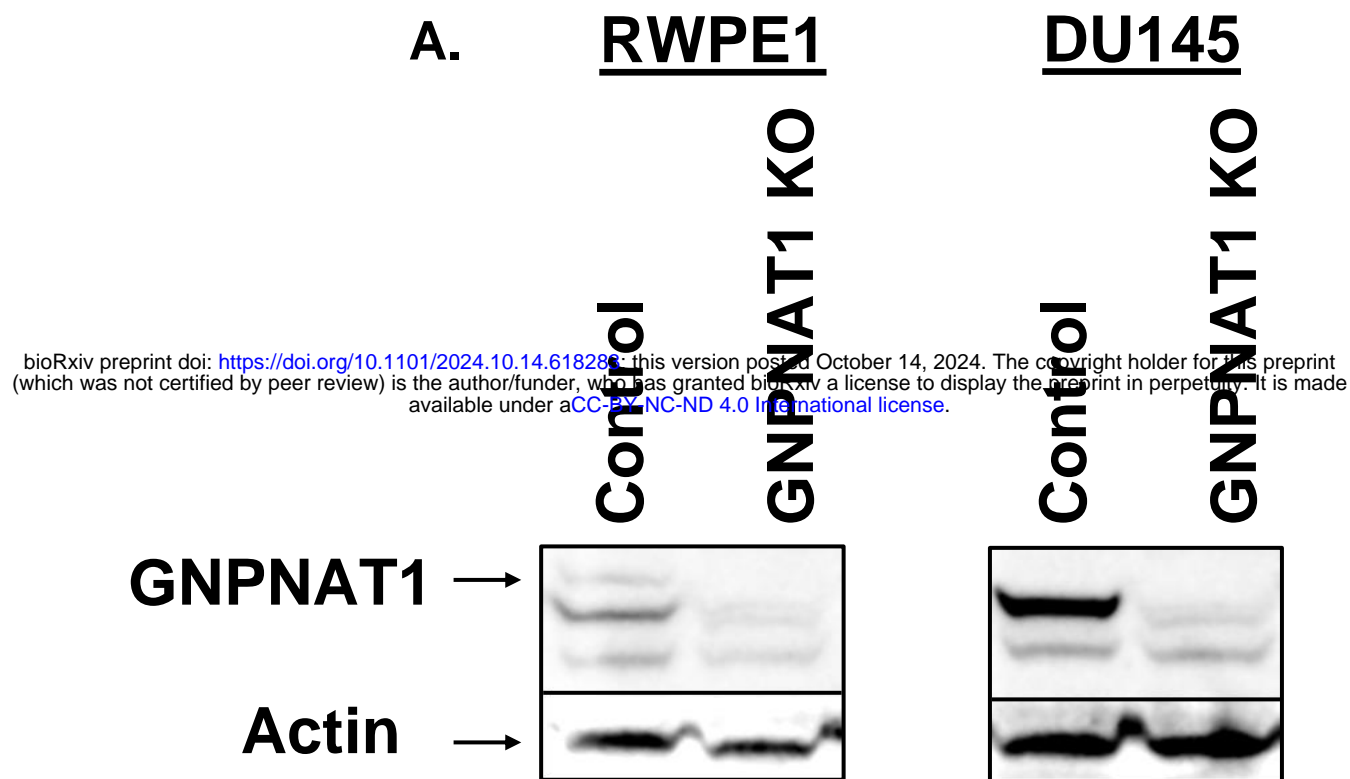 A. RWPE1 DU145
Control GNPNAT1 KO Control GNPNAT1 KO
bioRxiv preprint doi: https://doi.org/10.1101/2024.10.14.618283; this version posted October 14, 2024. The copyright holder for this preprint
(which was not certified by peer review) is the author/funder, who has granted bioRxiv a license to display the preprint in perpetuity. It is made
available under aCC-BY-NC-ND 4.0 International license.
GNPNAT1
Actin